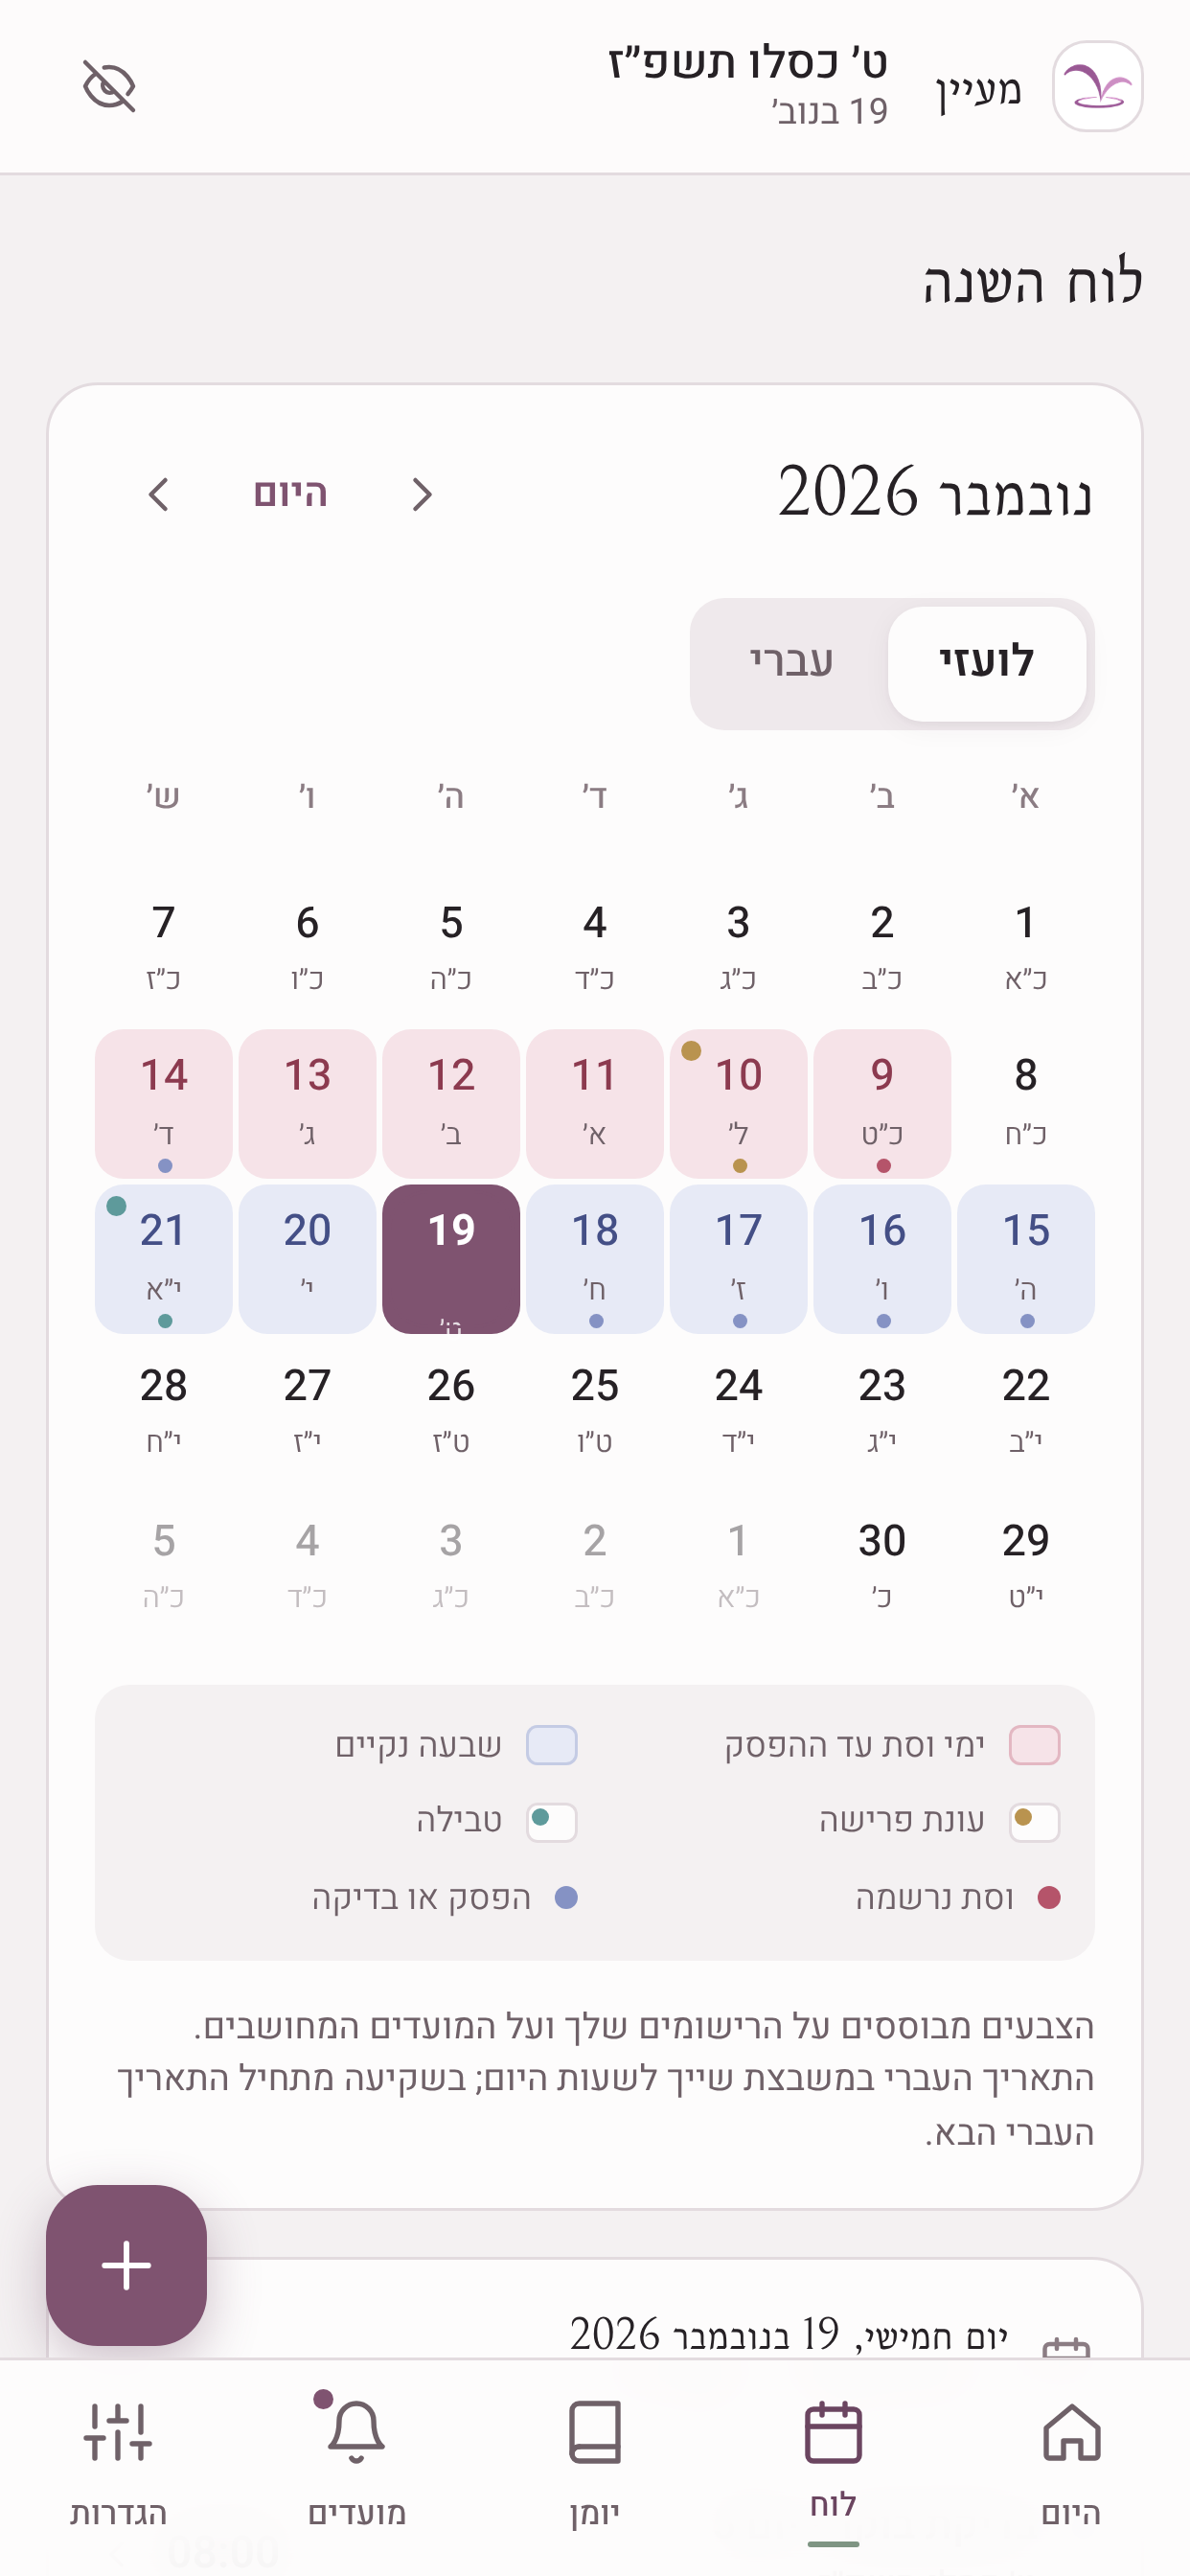 מעיין
ט׳ כסלו תשפ״ז
19 בנוב׳
לוח השנה
נובמבר 2026
היום
לועזי עברי
א׳ ב׳ ג׳ ד׳ ה׳ ו׳ ש׳
1 2 3 4 5 6 7
כ״א כ״ב כ״ג כ״ד כ״ה כ״ו כ״ז
8 9 10 11 12 13 14
כ״ח כ״ט ל׳ א׳ ב׳ ג׳ ד׳
15 16 17 18 19 20 21
ה׳ ו׳ ז׳ ח׳ י׳ י״א
22 23 24 25 26 27 28
י״ב י״ג י״ד ט״ו ט״ז י״ז י״ח
29 30 1 2 3 4 5
י״ט כ׳ כ״א כ״ב כ״ג כ״ד כ״ה
ימי וסת עד ההפסק שבעה נקיים
עונת פרישה טבילה
וסת נרשמה הפסק או בדיקה
הצבעים מבוססים על הרישומים שלך ועל המועדים המחושבים.
התאריך העברי במשבצת שייך לשעות היום; בשקיעה מתחיל התאריך
העברי הבא.
יום חמישי, 19 בנובמבר 2026
היום לוח יומן מועדים הגדרות
08:00